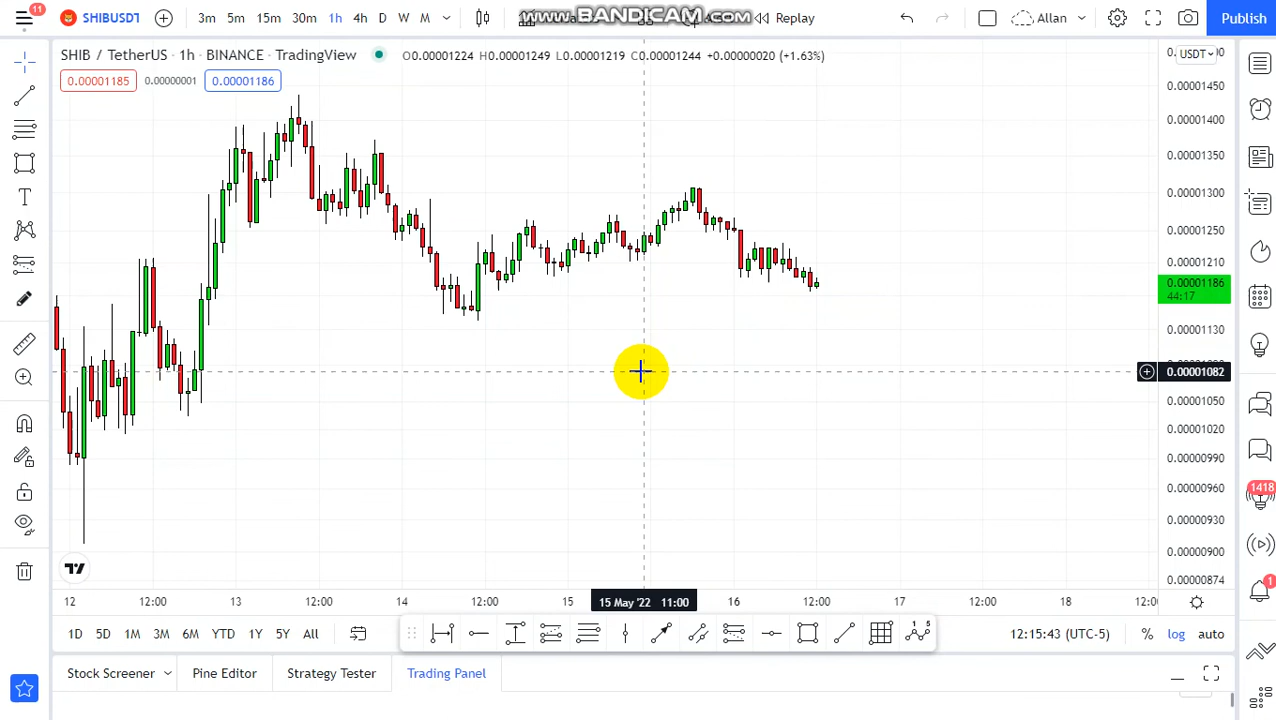 11
SHIBUSDT
3m 5m 15m 30m 1h 4h D W M
www.BANDICAM.com
Replay
Allan
Publish
SHIB / TetherUS · 1h · BINANCE · TradingView
O0.00001224 H0.00001249 L0.00001219 C0.00001244 +0.00000020 (+1.63%)
USDT
0.00001185 0.00000001 0.00001186
0.00001450
0.00001400
0.00001350
0.00001300
0.00001250
0.00001210
0.00001186
44:17
0.00001130
0.00001082
0.00001050
0.00001020
0.00000990
0.00000960
0.00000930
0.00000900
0.00000874
1418
1
12 12:00 13 12:00 14 12:00 15 15 May '22 11:00 16 12:00 17 12:00 18 12:00
1D 5D 1M 3M 6M YTD 1Y 5Y All
12:15:43 (UTC-5) % log auto
Stock Screener Pine Editor Strategy Tester Trading Panel